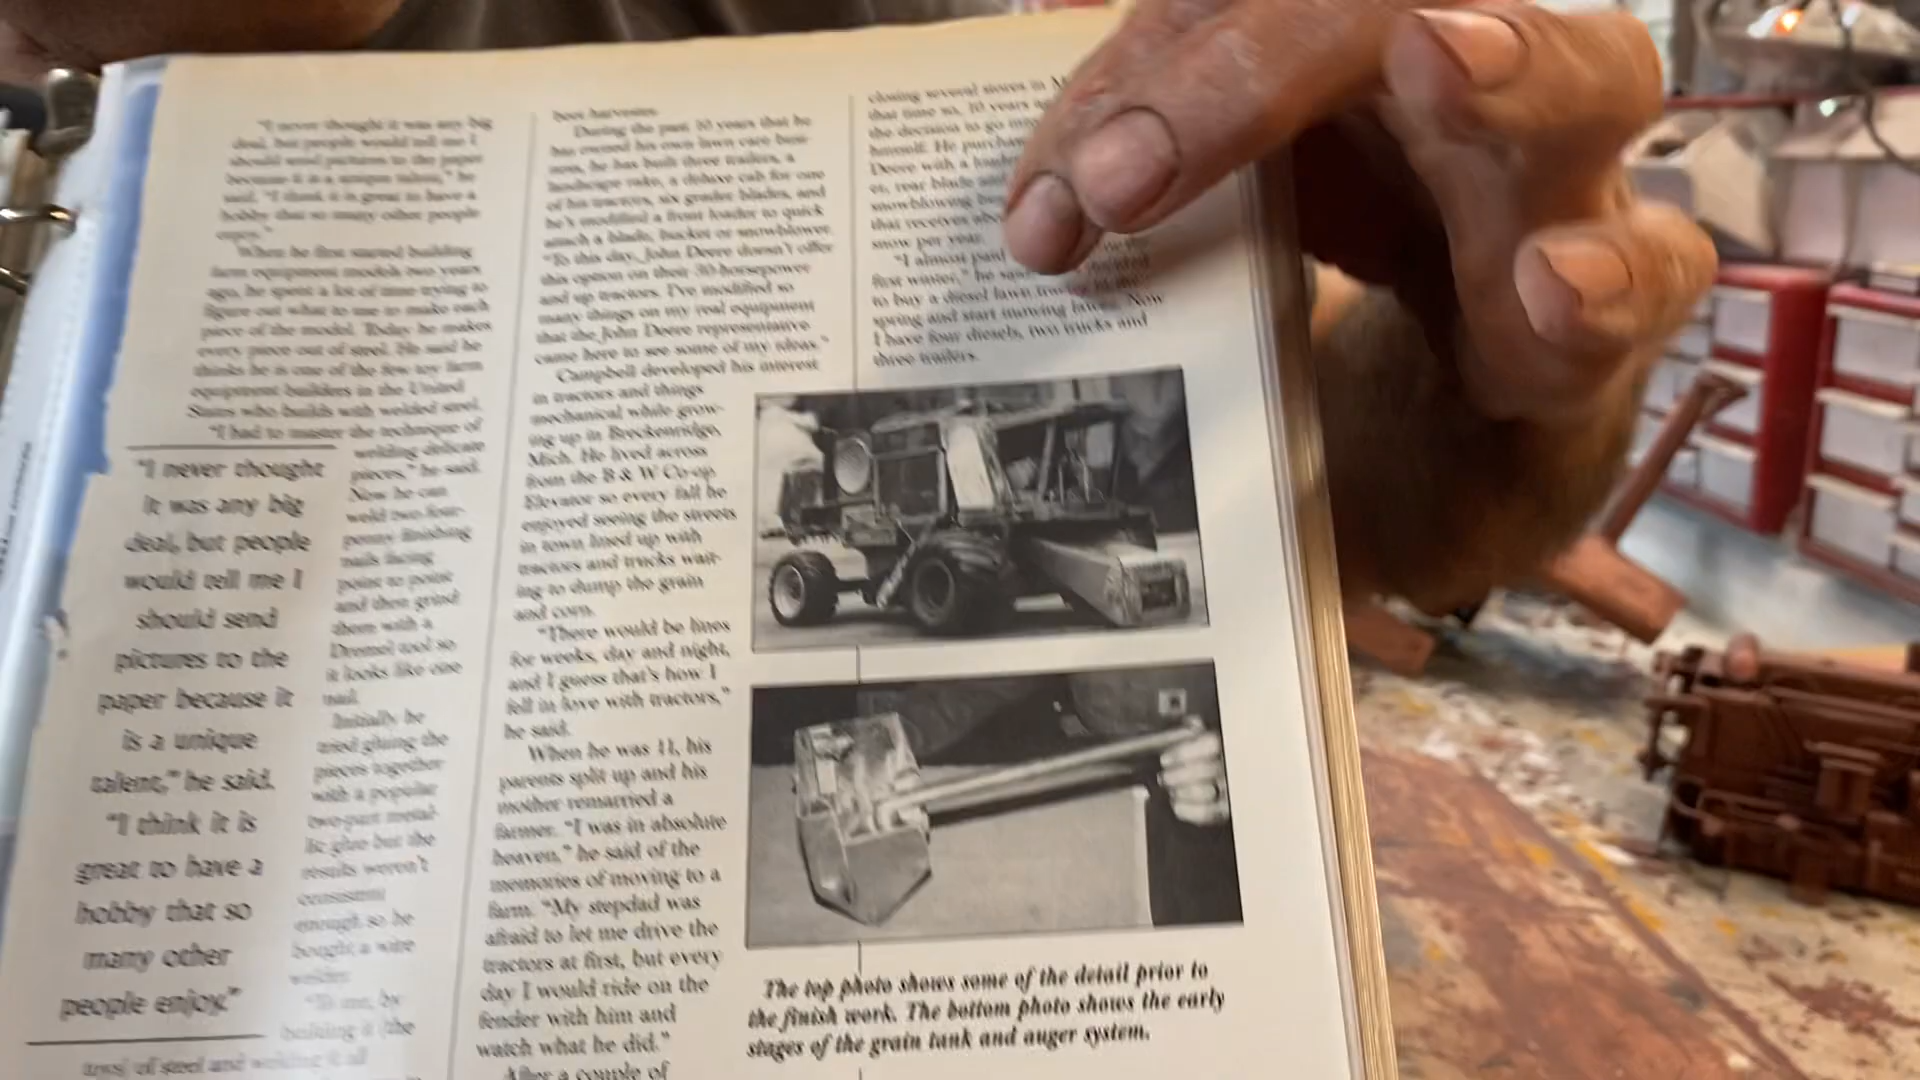 "I never thought it was any big
deal, but people would tell me I
should send pictures to the paper
because it is a unique talent," he
said. "I think it is great to have a
hobby that so many other people
enjoy."
When he first started building
farm equipment models two years
ago, he spent a lot of time trying to
figure out what to use to make each
piece of the model. Today he makes
every piece out of steel. He said he
thinks he is one of the few toy farm
equipment builders in the United
States who builds with welded steel.
"I had to master the technique of
welding delicate
pieces," he said.
Now he can
weld two four-
penny finishing
nails facing
point to point
and then grind
them with a
Dremel tool so
it looks like one
nail.
Initially he
tried gluing the
pieces together
with a popular
two-part metal-
lic glue but the
results weren't
consistent
enough so he
bought a wire
welder.
"To me, by
building it (the
toys) of steel and welding it all
"I never thought
it was any big
deal, but people
would tell me I
should send
pictures to the
paper because it
is a unique
talent," he said.
"I think it is
great to have a
hobby that so
many other
people enjoy."
been harvester.
During the past 10 years that he
has owned his own lawn care busi-
ness, he has built three trailers, a
landscape rake, a deluxe cab for one
of his tractors, six grader blades, and
he's modified a front loader to quick
attach a blade, bucket or snowblower.
"To this day, John Deere doesn't offer
this option on their 30-horsepower
and up tractors. I've modified so
many things on my real equipment
that the John Deere representative
came here to see some of my ideas."
Campbell developed his interest
in tractors and things
mechanical while grow-
ing up in Breckenridge,
Mich. He lived across
from the B & W Co-op
Elevator so every fall he
enjoyed seeing the streets
in town lined up with
tractors and trucks wait-
ing to dump the grain
and corn.
"There would be lines
for weeks, day and night,
and I guess that's how I
fell in love with tractors,"
he said.
When he was 11, his
parents split up and his
mother remarried a
farmer. "I was in absolute
heaven," he said of the
memories of moving to a
farm. "My stepdad was
afraid to let me drive the
tractors at first, but every
day I would ride on the
fender with him and
watch what he did."
After a couple of
closing several stores in
that time so, 10 years
the decision to go into
himself. He
Deere with a
rear blade and
snowblowing
that receives
snow per year.
"I almost
first winter," he
to buy a diesel lawn
spring and start mowing Now
I have four diesels, two trucks and
three trailers.
The top photo shows some of the detail prior to
the finish work. The bottom photo shows the early
stages of the grain tank and auger system.